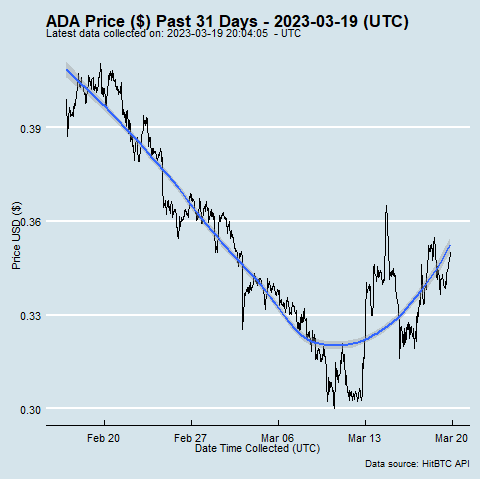 ADA Price ($) Past 31 Days - 2023-03-19 (UTC)
Latest data collected on: 2023-03-19 20:04:05 - UTC
0.39
0.36
0.33
0.30
Price USD ($)
Feb 20 Feb 27 Mar 06 Mar 13 Mar 20
Date Time Collected (UTC)
Data source: HitBTC API